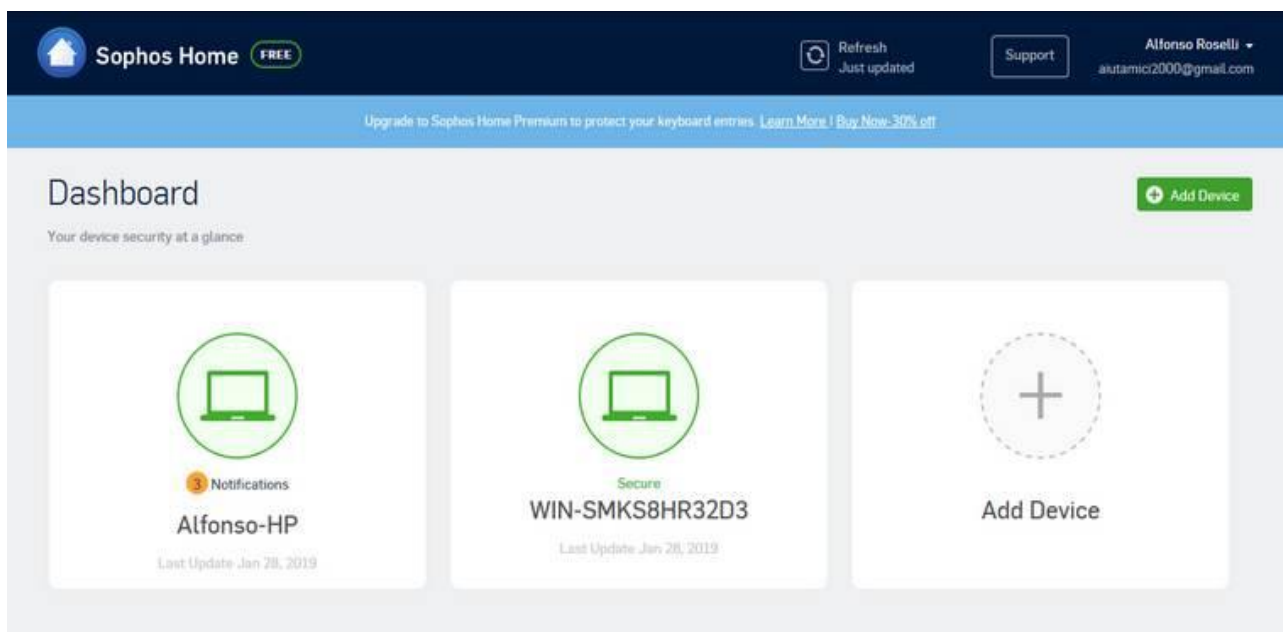 Sophos Home FREE
Refresh
Just updated
Support
Alfonso Roselli
aiutamici2000@gmail.com
Upgrade to Sophos Home Premium to protect your keyboard entries. Learn More | Buy Now-30% off
Dashboard
Add Device
Your device security at a glance
3 Notifications
Alfonso-HP
Last Update Jan 28, 2019
Secure
WIN-SMKS8HR32D3
Last Update Jan 28, 2019
Add Device